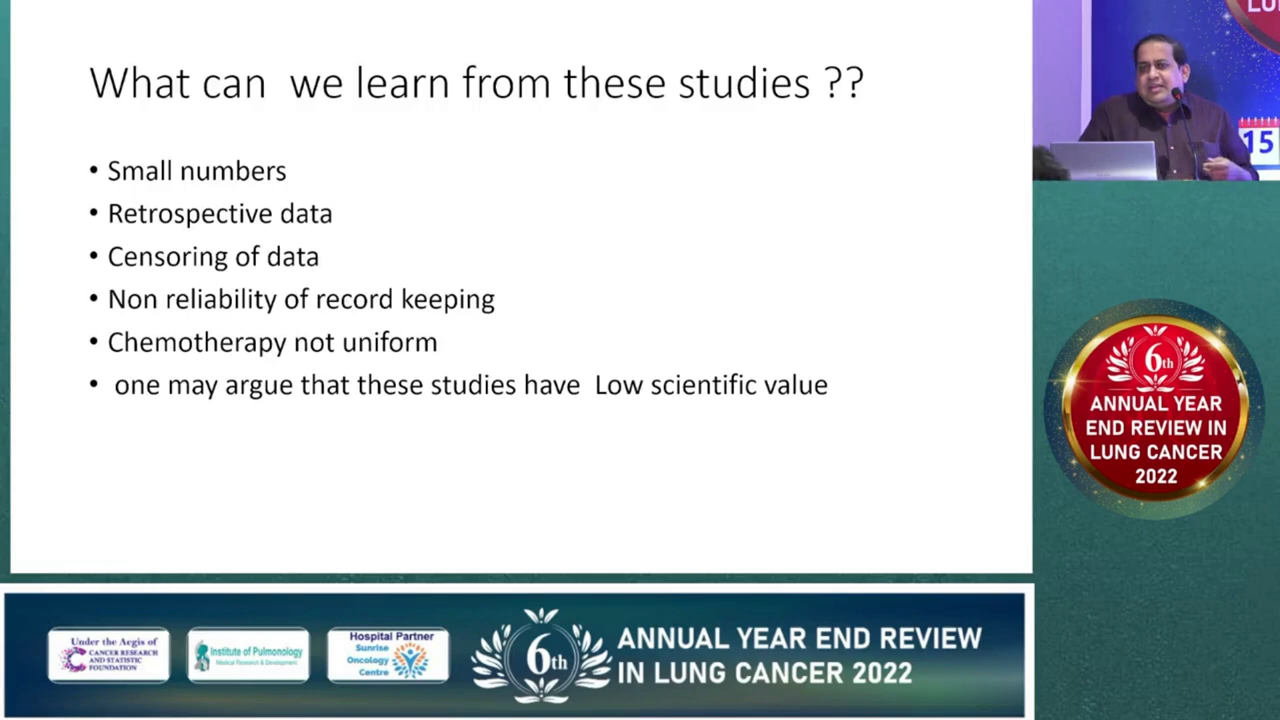 What can we learn from these studies ??
• Small numbers
• Retrospective data
• Censoring of data
• Non reliability of record keeping
• Chemotherapy not uniform
• one may argue that these studies have Low scientific value
15
6th
ANNUAL YEAR
END REVIEW IN
LUNG CANCER
2022
Under the Aegis of
CANCER RESEARCH
AND STATISTIC
FOUNDATION
Institute of Pulmonology
Medical Research & Development
Hospital Partner
Sunrise
Oncology
Centre
6th
ANNUAL YEAR END REVIEW
IN LUNG CANCER 2022